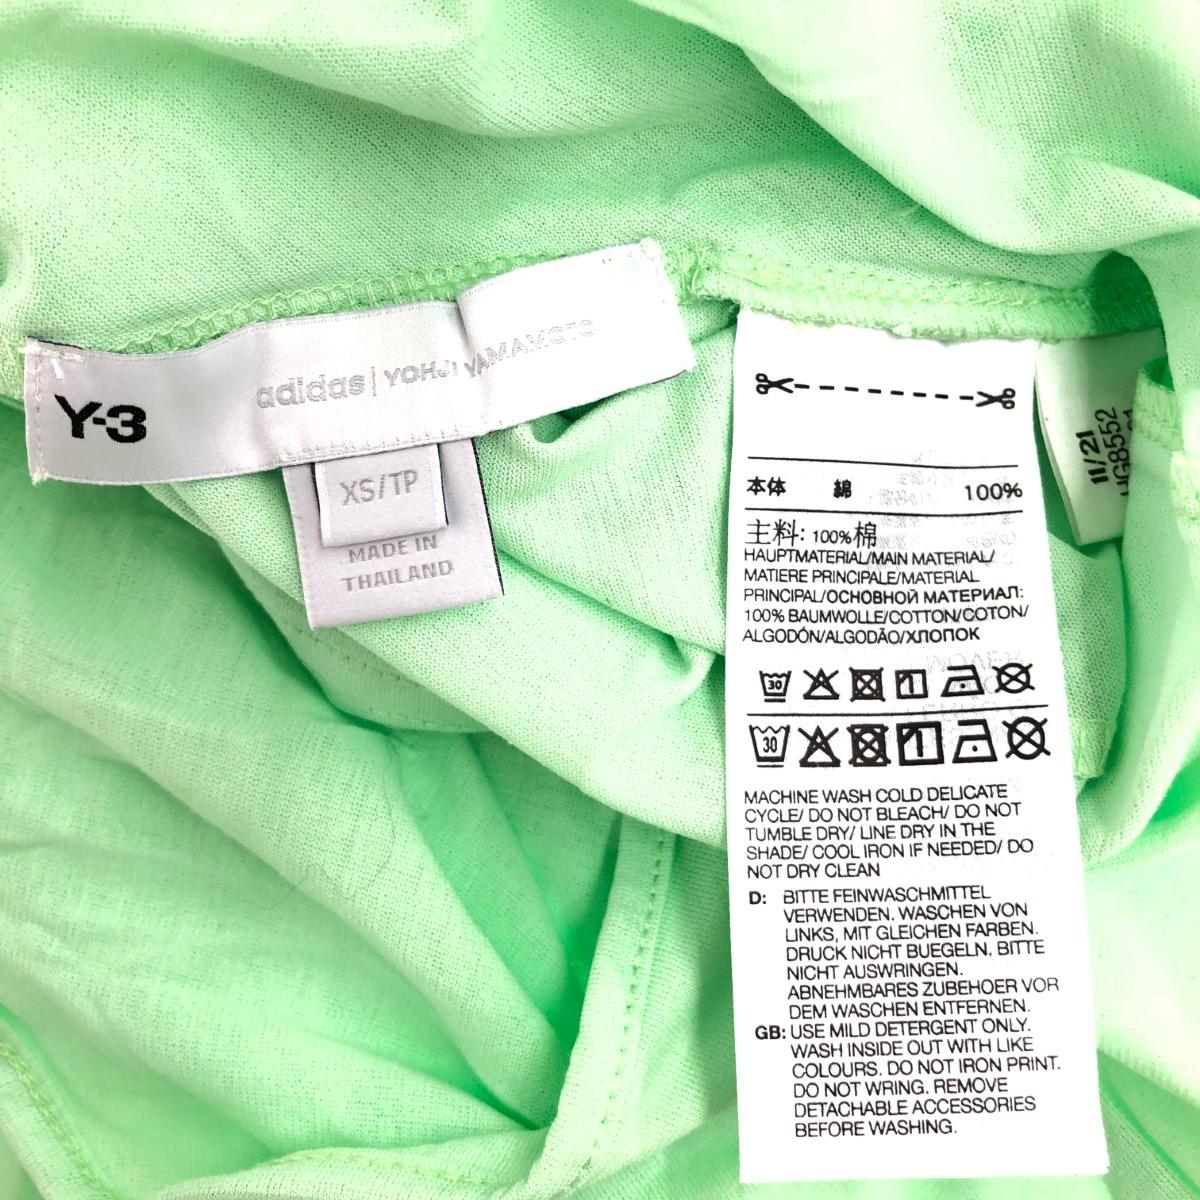 Y-3
adidas | YOHJI YAMAMOTO
XS/TP
MADE IN
THAILAND
本体 綿 100%
主料: 100%棉
HAUPTMATERIAL/MAIN MATERIAL/
MATIERE PRINCIPALE/MATERIAL
PRINCIPAL/ОСНОВНОЙ МАТЕРИАЛ:
100% BAUMWOLLE/COTTON/COTON/
ALGODÓN/ALGODÃO/ХЛОПОК
30
30
MACHINE WASH COLD DELICATE
CYCLE/ DO NOT BLEACH/ DO NOT
TUMBLE DRY/ LINE DRY IN THE
SHADE/ COOL IRON IF NEEDED/ DO
NOT DRY CLEAN
D: BITTE FEINWASCHMITTEL
VERWENDEN. WASCHEN VON
LINKS, MIT GLEICHEN FARBEN.
DRUCK NICHT BUEGELN. BITTE
NICHT AUSWRINGEN.
ABNEHMBARES ZUBEHOER VOR
DEM WASCHEN ENTFERNEN.
GB: USE MILD DETERGENT ONLY.
WASH INSIDE OUT WITH LIKE
COLOURS. DO NOT IRON PRINT.
DO NOT WRING. REMOVE
DETACHABLE ACCESSORIES
BEFORE WASHING.
11/21
HG8552